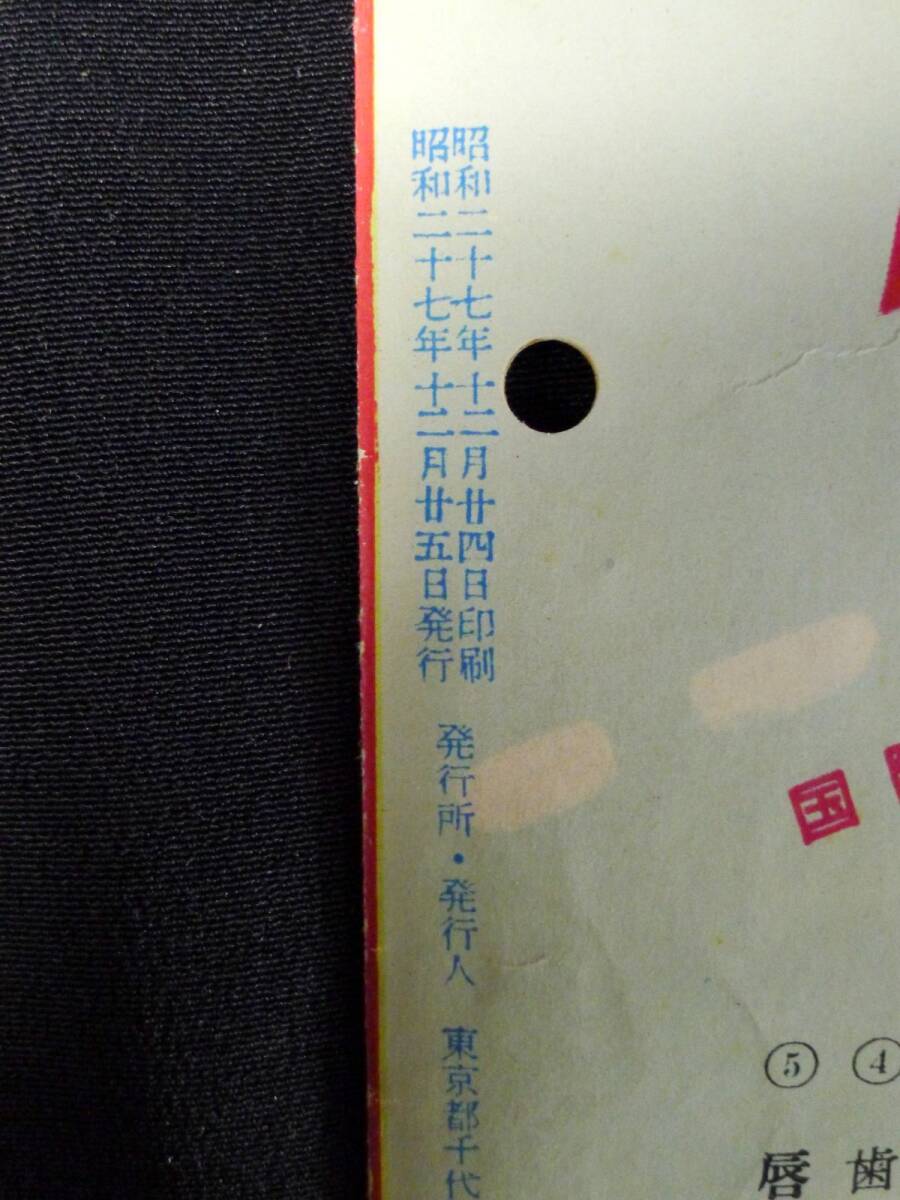 国
④
歯
⑤
唇
昭和二十七年十二月廿四日印刷
昭和二十七年十二月廿五日発行
発行所・発行人 東京都千代